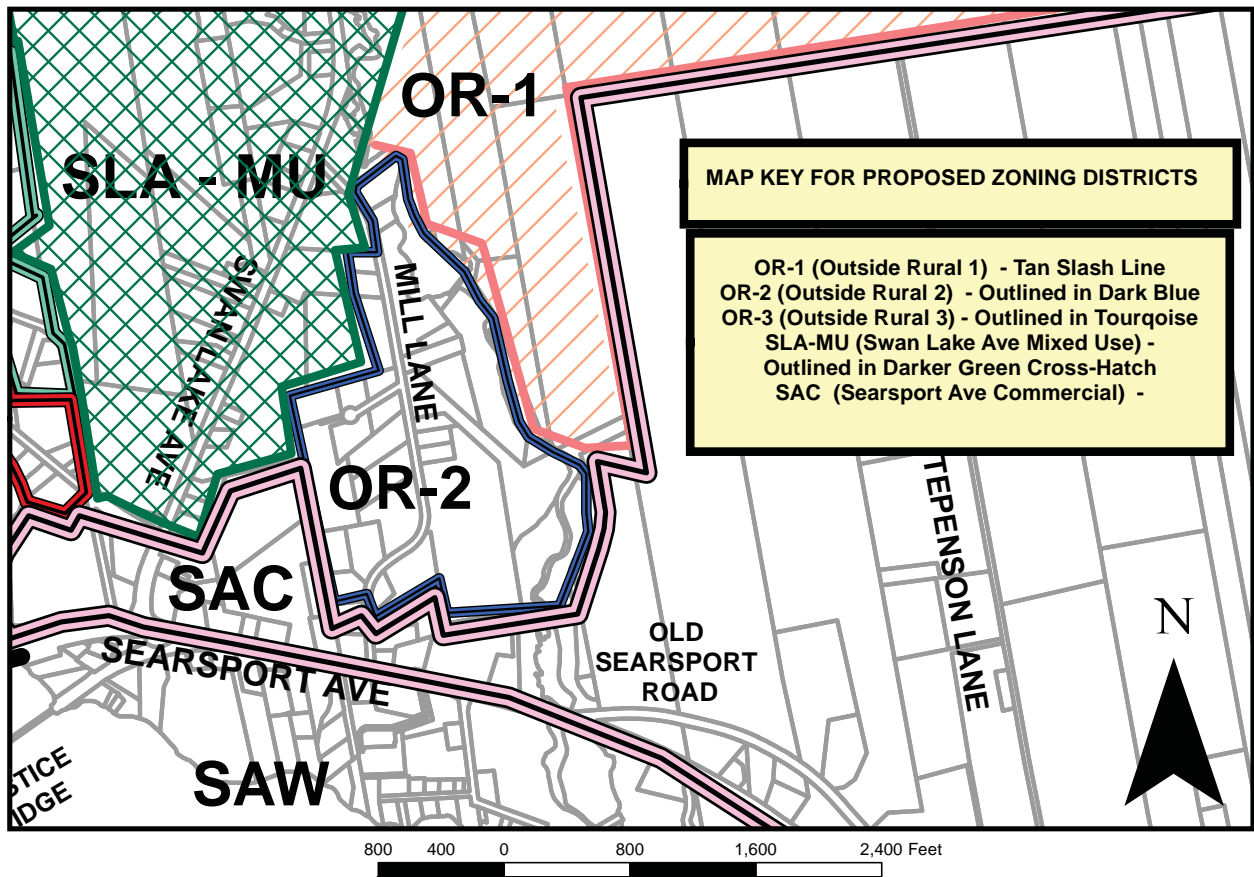 OR-1
SLA - MU
MAP KEY FOR PROPOSED ZONING DISTRICTS
OR-1 (Outside Rural 1) - Tan Slash Line
OR-2 (Outside Rural 2) - Outlined in Dark Blue
OR-3 (Outside Rural 3) - Outlined in Tourqoise
SLA-MU (Swan Lake Ave Mixed Use) -
Outlined in Darker Green Cross-Hatch
SAC (Searsport Ave Commercial) -
SWAN LAKE AVE
MILL LANE
OR-2
TEPENSON LANE
SAC
SEARSPORT AVE
OLD
SEARSPORT
ROAD
N
SAW
STICE
IDGE
800 400 0 800 1,600 2,400 Feet